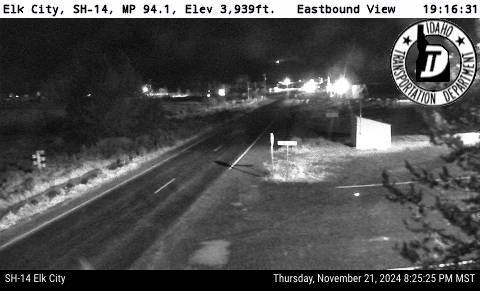 Elk City, SH-14, MP 94.1, Elev 3,939ft.   Eastbound View   19:16:31
IDAHO
TRANSPORTATION DEPARTMENT
SH-14 Elk City   Thursday, November 21, 2024 8:25:25 PM MST